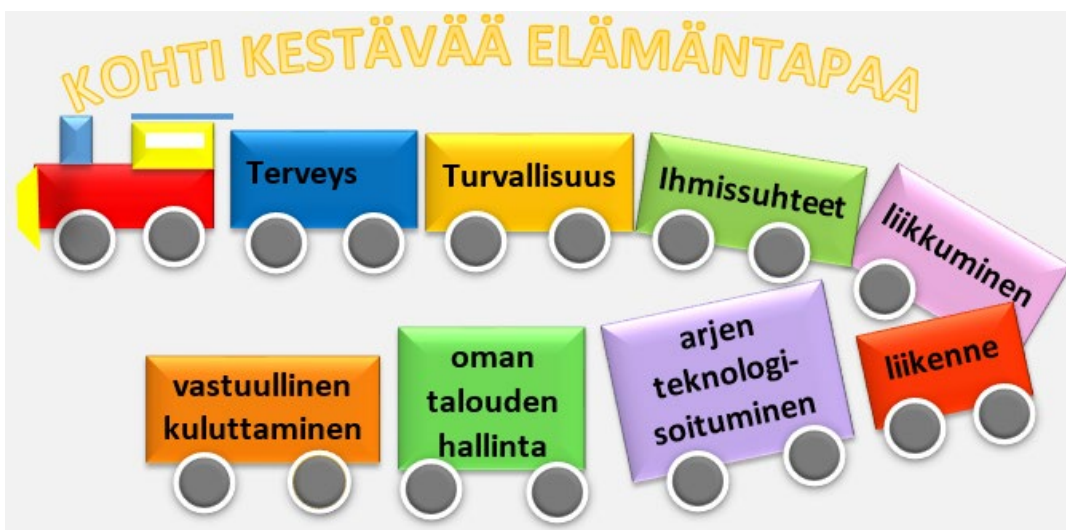 KOHTI KESTÄVÄÄ ELÄMÄNTAPAA
Terveys
Turvallisuus
Ihmissuhteet
liikkuminen
liikenne
arjen
teknologi-
soituminen
oman
talouden
hallinta
vastuullinen
kuluttaminen